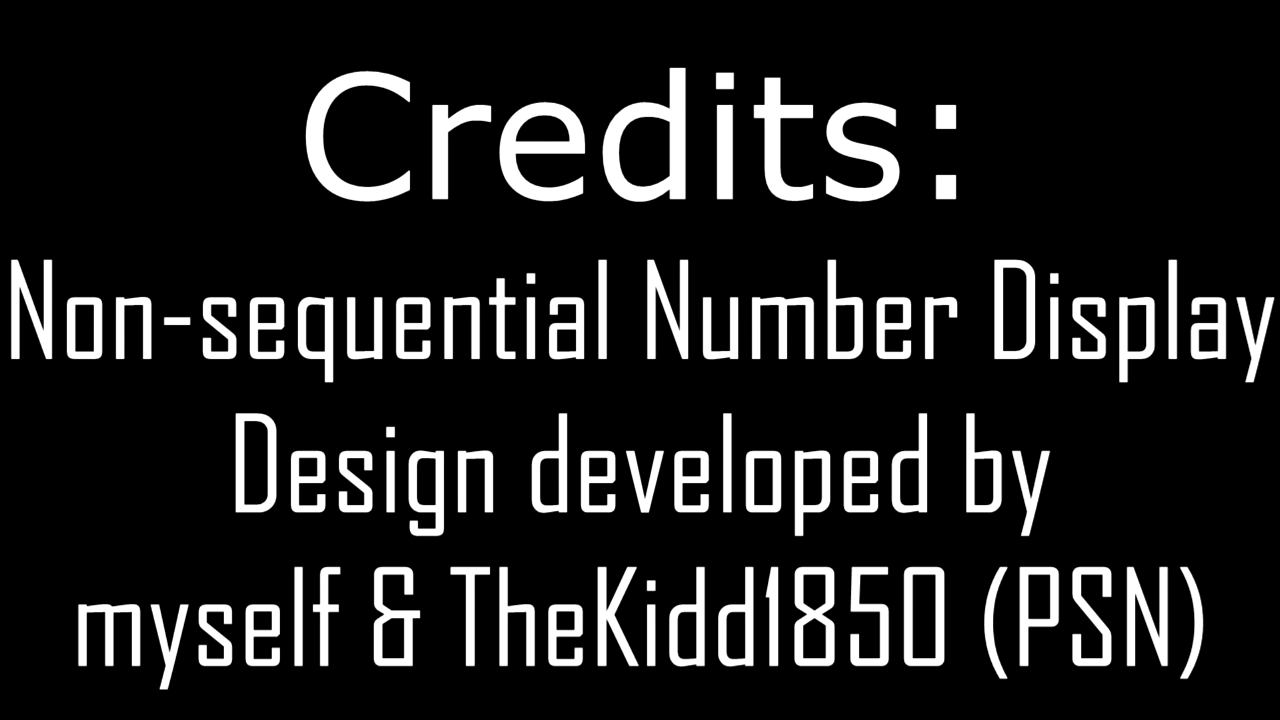 Credits:
Non-sequential Number Display
Design developed by
myself & TheKidd1850 (PSN)